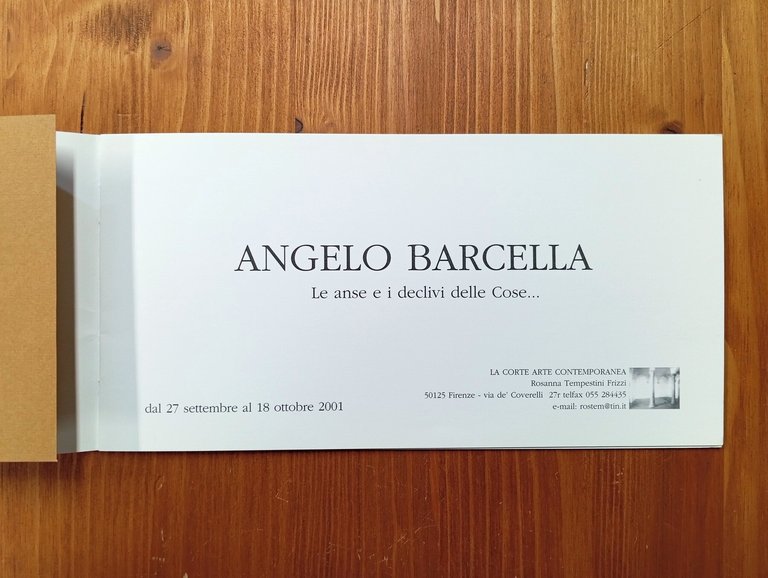 ANGELO BARCELLA
Le anse e i declivi delle Cose...
LA CORTE ARTE CONTEMPORANEA
Rosanna Tempestini Frizzi
50125 Firenze - via de' Coverelli 27r telfax 055 284435
e-mail: rostem@tin.it
dal 27 settembre al 18 ottobre 2001